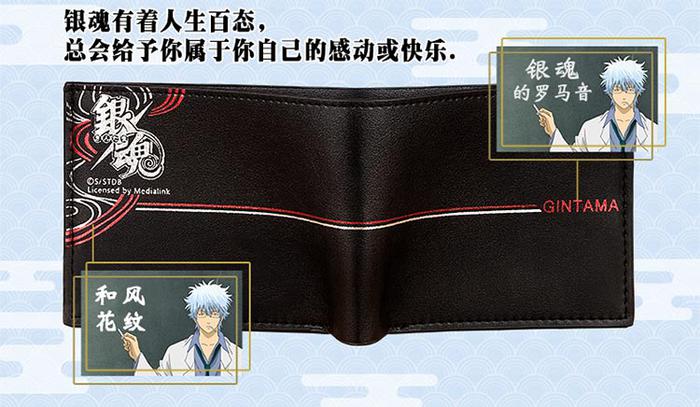 银魂有着人生百态，
总会给予你属于你自己的感动或快乐.
银魂
的罗马音
銀魂
©S/STDB
Licensed by Medialink
GINTAMA
和风
花纹